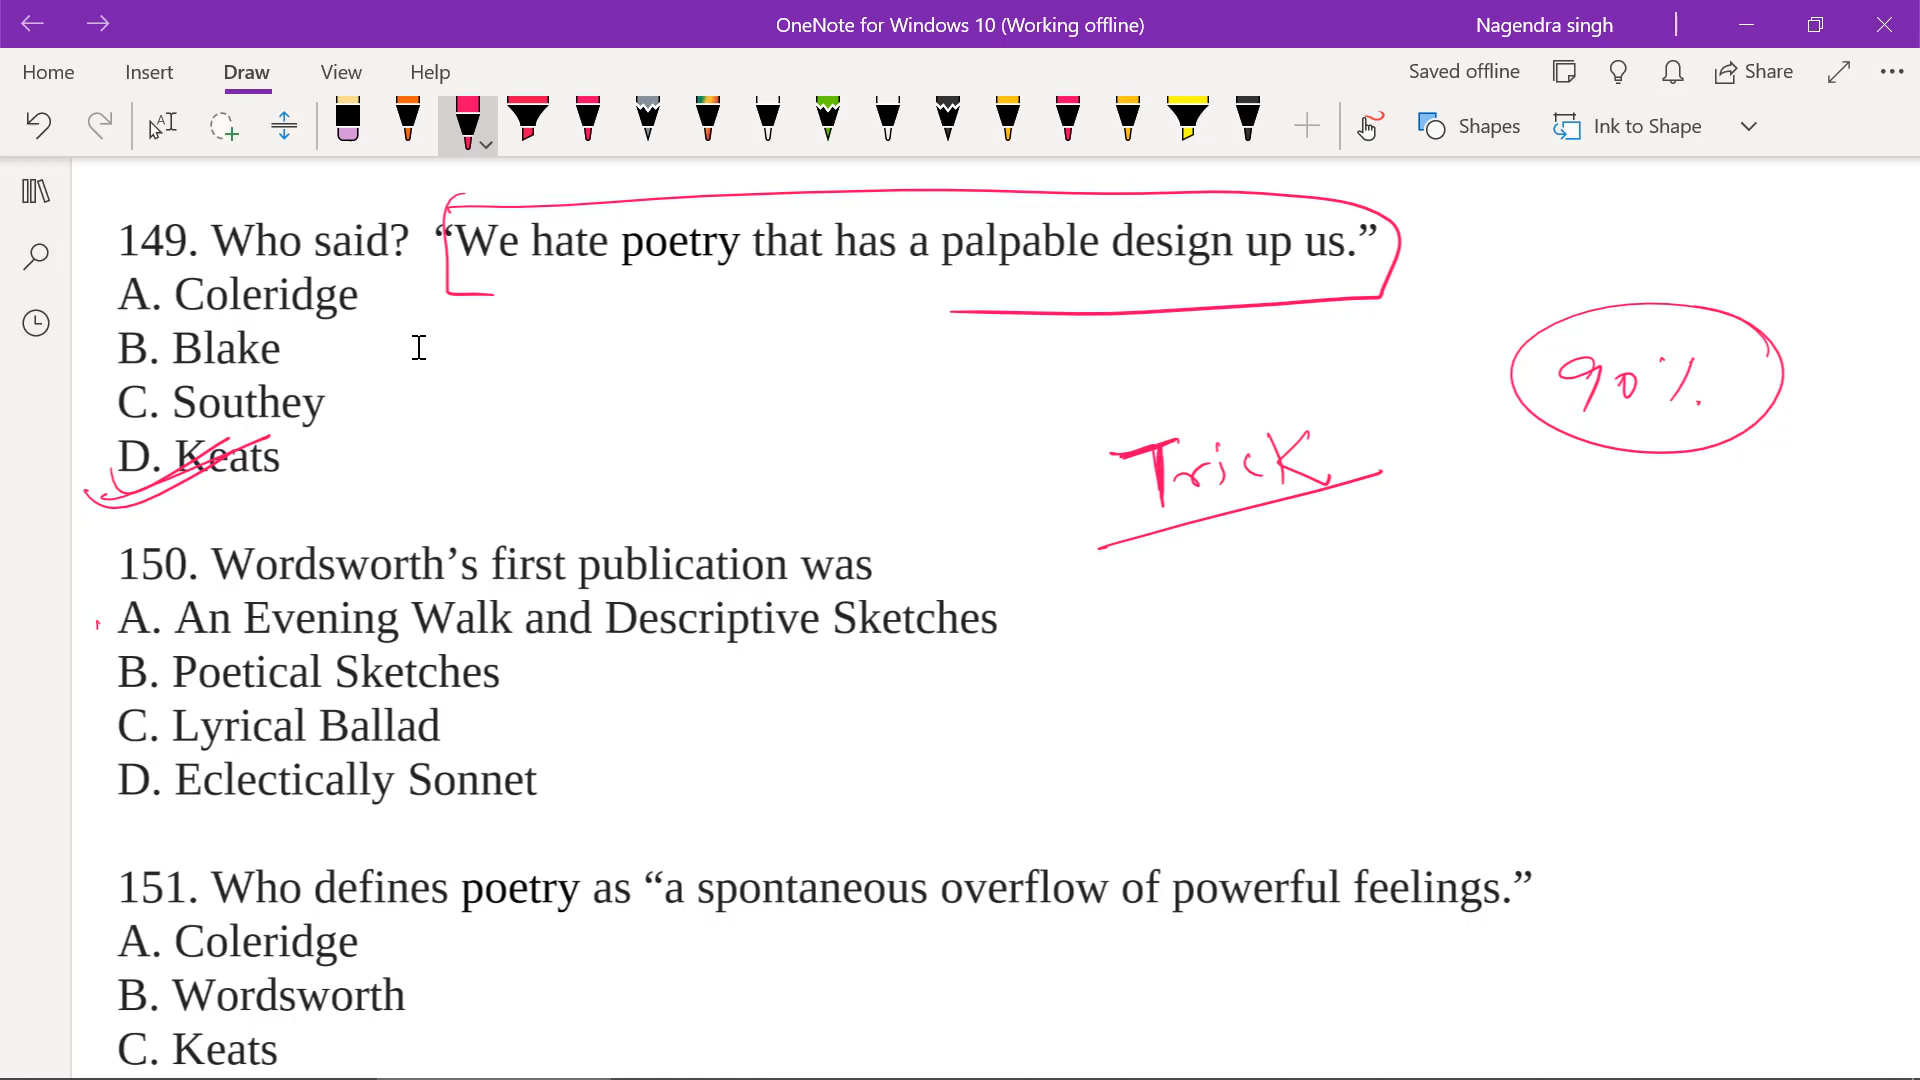 OneNote for Windows 10 (Working offline)
Nagendra singh
Home Insert Draw View Help
Saved offline Share
Shapes Ink to Shape
149. Who said? “We hate poetry that has a palpable design up us.”
A. Coleridge
B. Blake
C. Southey
D. Keats
90%
Trick
150. Wordsworth’s first publication was
A. An Evening Walk and Descriptive Sketches
B. Poetical Sketches
C. Lyrical Ballad
D. Eclectically Sonnet
151. Who defines poetry as “a spontaneous overflow of powerful feelings.”
A. Coleridge
B. Wordsworth
C. Keats